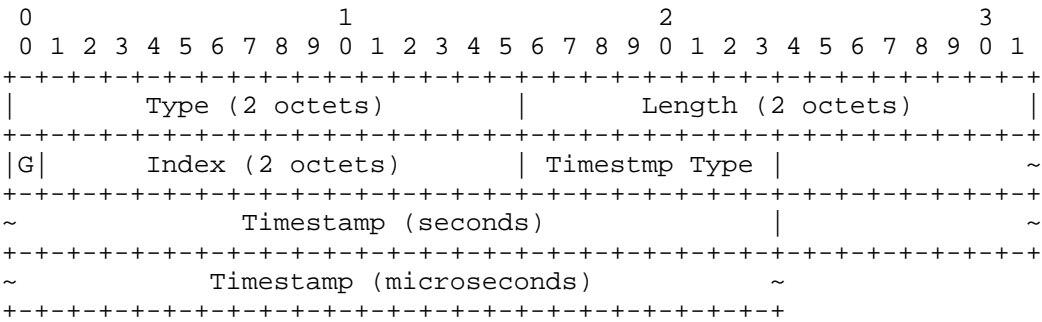 0                   1                   2                   3
 0 1 2 3 4 5 6 7 8 9 0 1 2 3 4 5 6 7 8 9 0 1 2 3 4 5 6 7 8 9 0 1
+-+-+-+-+-+-+-+-+-+-+-+-+-+-+-+-+-+-+-+-+-+-+-+-+-+-+-+-+-+-+-+-+
|        Type (2 octets)        |       Length (2 octets)       |
+-+-+-+-+-+-+-+-+-+-+-+-+-+-+-+-+-+-+-+-+-+-+-+-+-+-+-+-+-+-+-+-+
|G|      Index (2 octets)       | Timestmp Type |               ~
+-+-+-+-+-+-+-+-+-+-+-+-+-+-+-+-+-+-+-+-+-+-+-+-+-+-+-+-+-+-+-+-+
~              Timestamp (seconds)              |               ~
+-+-+-+-+-+-+-+-+-+-+-+-+-+-+-+-+-+-+-+-+-+-+-+-+-+-+-+-+-+-+-+-+
~            Timestamp (microseconds)           ~
+-+-+-+-+-+-+-+-+-+-+-+-+-+-+-+-+-+-+-+-+-+-+-+-+